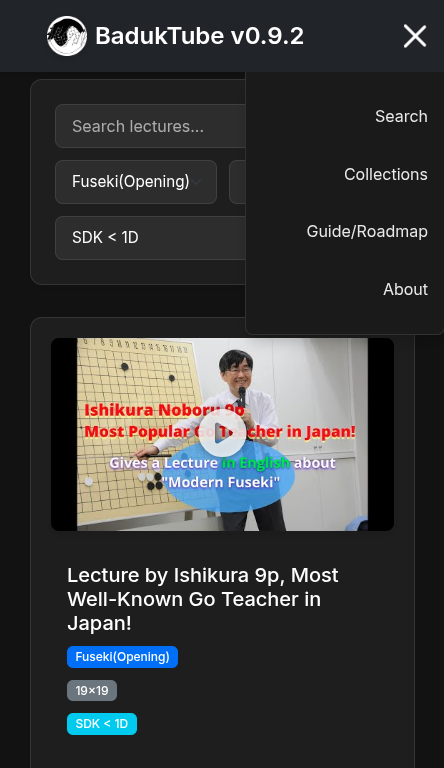 BadukTube v0.9.2
Search
Collections
Guide/Roadmap
About
Search lectures...
Fuseki(Opening)
SDK < 1D
Ishikura Noboru 9p
Most Popular Go Teacher in Japan!
Gives a Lecture in English about
"Modern Fuseki"
Lecture by Ishikura 9p, Most
Well-Known Go Teacher in
Japan!
Fuseki(Opening)
19×19
SDK < 1D